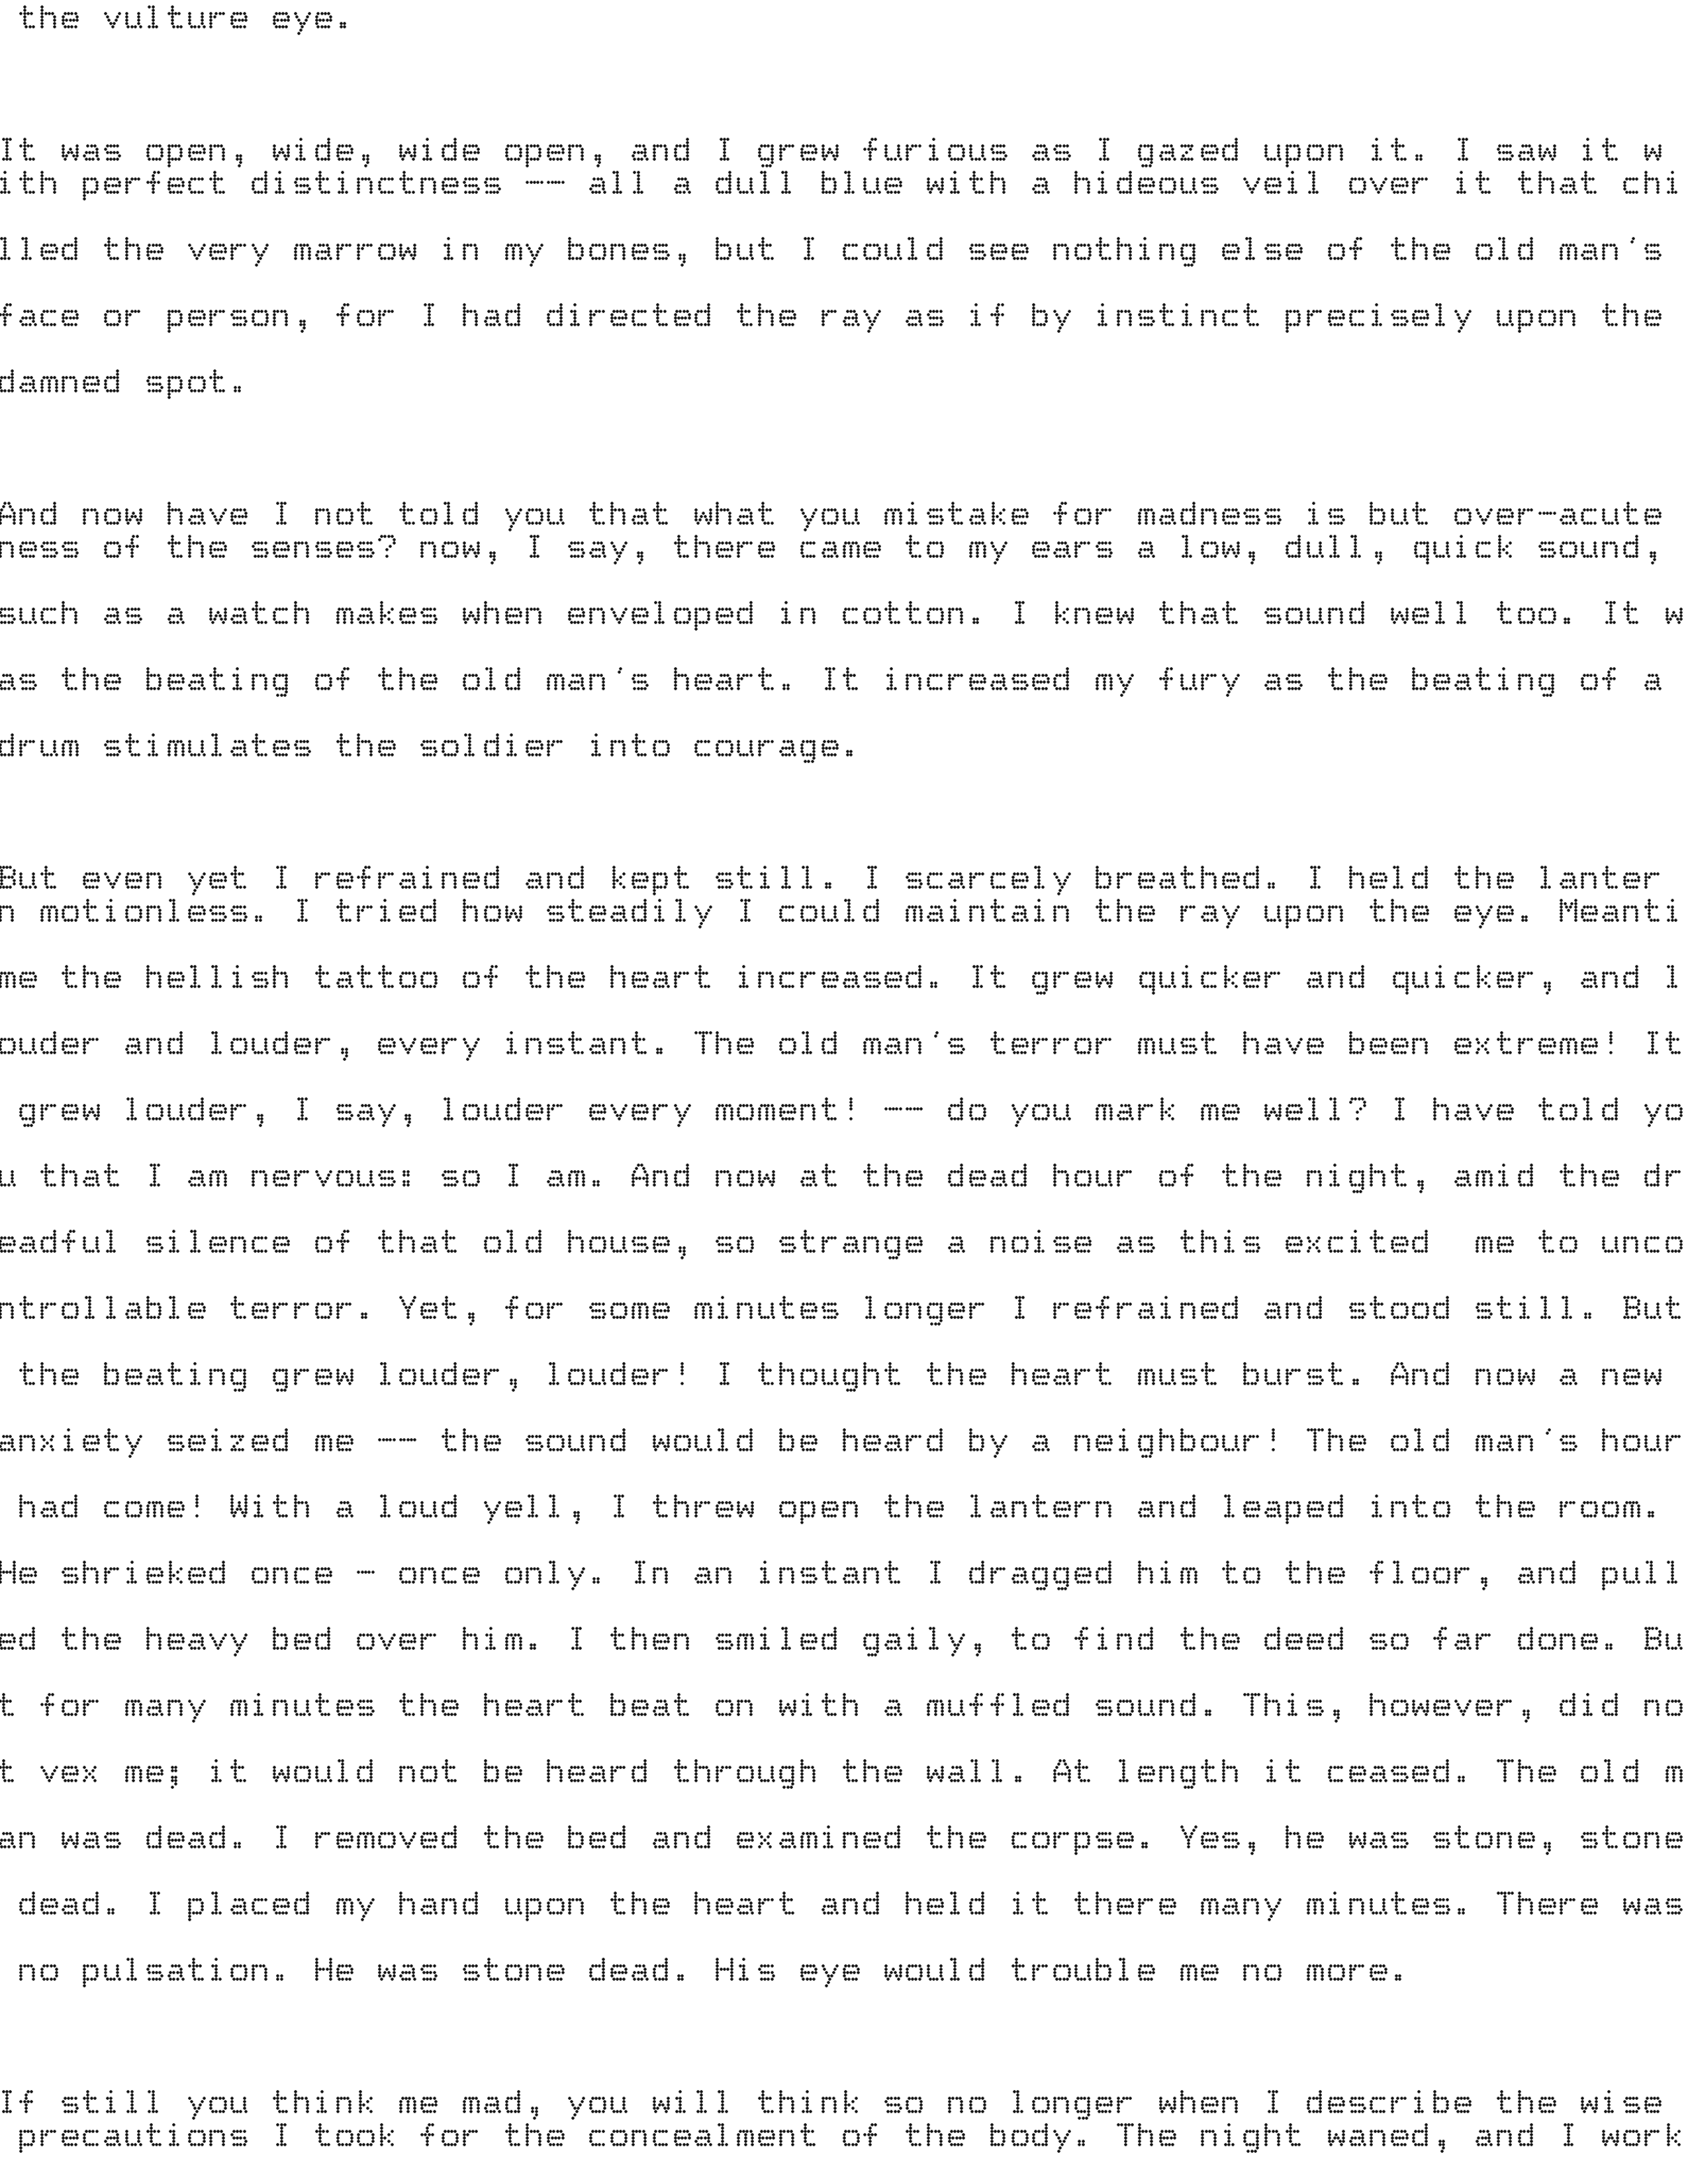 the vulture eye.
It was open, wide, wide open, and I grew furious as I gazed upon it. I saw it w
ith perfect distinctness -- all a dull blue with a hideous veil over it that chi
lled the very marrow in my bones, but I could see nothing else of the old man's
face or person, for I had directed the ray as if by instinct precisely upon the
damned spot.
And now have I not told you that what you mistake for madness is but over-acute
ness of the senses? now, I say, there came to my ears a low, dull, quick sound,
such as a watch makes when enveloped in cotton. I knew that sound well too. It w
as the beating of the old man's heart. It increased my fury as the beating of a
drum stimulates the soldier into courage.
But even yet I refrained and kept still. I scarcely breathed. I held the lanter
n motionless. I tried how steadily I could maintain the ray upon the eye. Meanti
me the hellish tattoo of the heart increased. It grew quicker and quicker, and l
ouder and louder, every instant. The old man's terror must have been extreme! It
grew louder, I say, louder every moment! -- do you mark me well? I have told yo
u that I am nervous: so I am. And now at the dead hour of the night, amid the dr
eadful silence of that old house, so strange a noise as this excited  me to unco
ntrollable terror. Yet, for some minutes longer I refrained and stood still. But
the beating grew louder, louder! I thought the heart must burst. And now a new
anxiety seized me -- the sound would be heard by a neighbour! The old man's hour
had come! With a loud yell, I threw open the lantern and leaped into the room.
He shrieked once - once only. In an instant I dragged him to the floor, and pull
ed the heavy bed over him. I then smiled gaily, to find the deed so far done. Bu
t for many minutes the heart beat on with a muffled sound. This, however, did no
t vex me; it would not be heard through the wall. At length it ceased. The old m
an was dead. I removed the bed and examined the corpse. Yes, he was stone, stone
dead. I placed my hand upon the heart and held it there many minutes. There was
no pulsation. He was stone dead. His eye would trouble me no more.
If still you think me mad, you will think so no longer when I describe the wise
precautions I took for the concealment of the body. The night waned, and I work